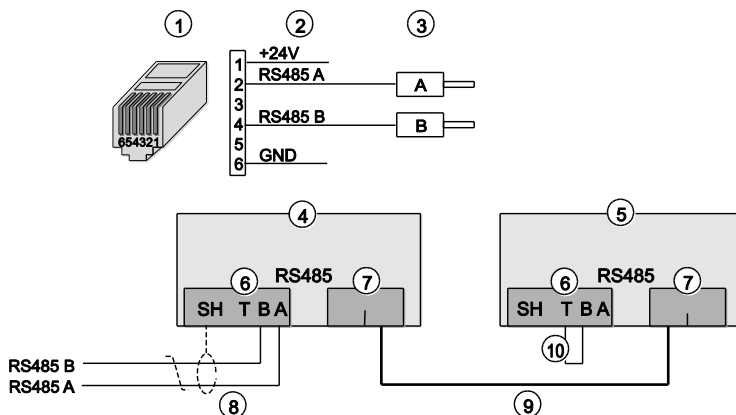 1 2 3
1 +24V
2 RS485 A A
3
4 RS485 B B
5
6 GND
654321
4 5
6 RS485 7 6 RS485 7
SH T B A SH T B A
10
RS485 B
RS485 A
8 9